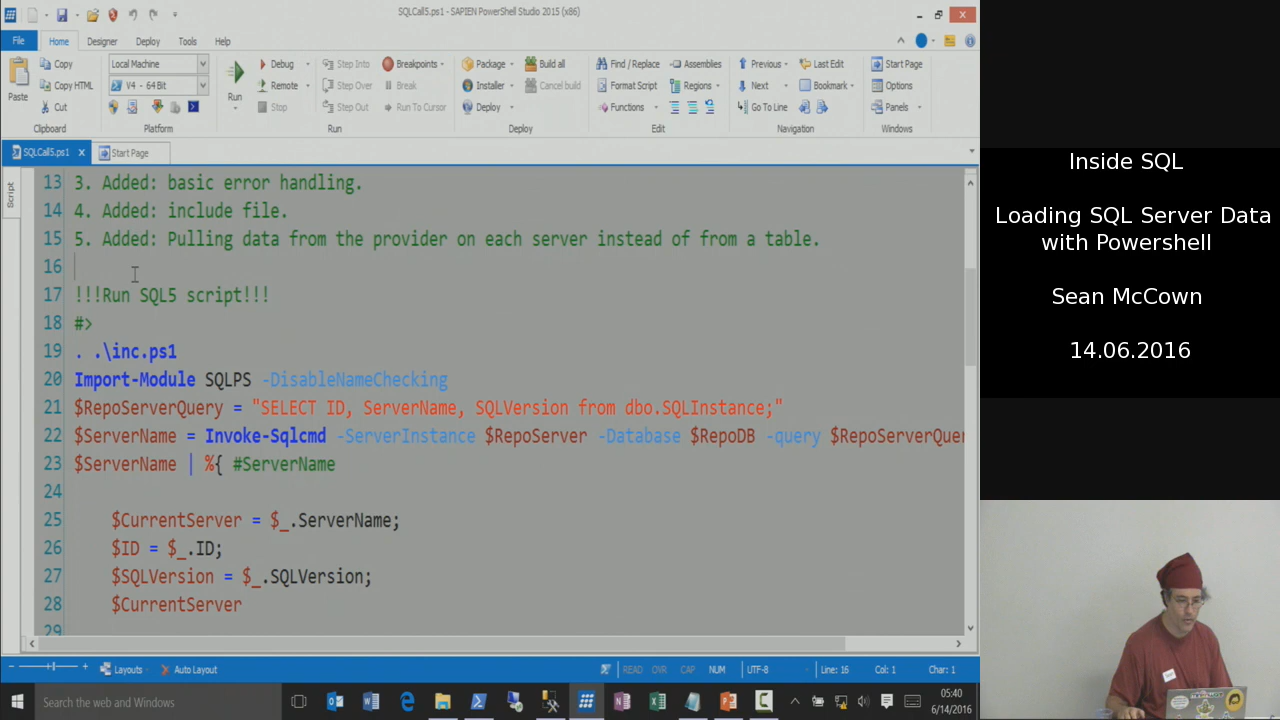 SQLCall5.ps1 - SAPIEN PowerShell Studio 2015 (x86)
File Home Designer Deploy Tools Help
Paste
Copy
Copy HTML
Cut
Clipboard
Local Machine
V4 - 64 Bit
Platform
Run
Debug
Remote
Stop
Step Into
Step Over
Step Out
Breakpoints
Break
Run To Cursor
Run
Package
Installer
Deploy
Build all
Cancel build
Deploy
Find / Replace
Format Script
Functions
Assemblies
Regions
Edit
Previous
Next
Go To Line
Last Edit
Bookmark
Navigation
Start Page
Options
Panels
Windows
SQLCall5.ps1
Start Page
Script
13 3. Added: basic error handling.
14 4. Added: include file.
15 5. Added: Pulling data from the provider on each server instead of from a table.
16
17 !!!Run SQL5 script!!!
18 #>
19 . .\inc.ps1
20 Import-Module SQLPS -DisableNameChecking
21 $RepoServerQuery = "SELECT ID, ServerName, SQLVersion from dbo.SQLInstance;"
22 $ServerName = Invoke-Sqlcmd -ServerInstance $RepoServer -Database $RepoDB -query $RepoServerQuer
23 $ServerName | %{ #ServerName
24
25 $CurrentServer = $_.ServerName;
26 $ID = $_.ID;
27 $SQLVersion = $_.SQLVersion;
28 $CurrentServer
29
Layouts Auto Layout
READ OVR CAP NUM UTF-8 Line: 16 Col: 1 Char: 1
Search the web and Windows
05:40
6/14/2016
Inside SQL
Loading SQL Server Data
with Powershell
Sean McCown
14.06.2016